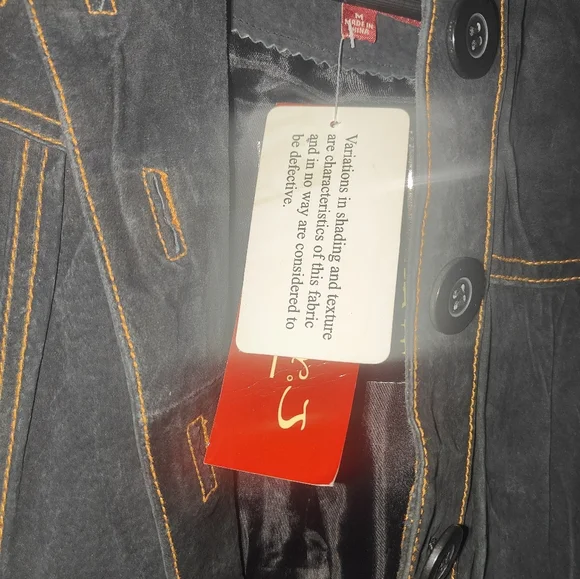 M
MADE IN
CHINA
Variations in shading and texture
are characteristics of this fabric
and in no way are considered to
be defective.